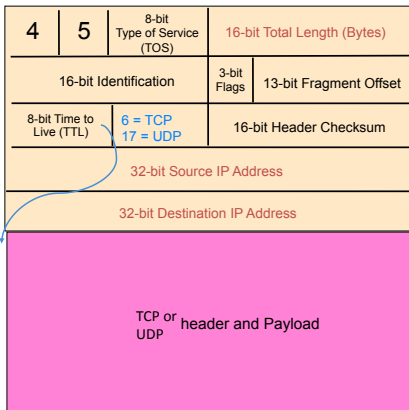 4
5
8-bit
Type of Service
(TOS)
16-bit Total Length (Bytes)
16-bit Identification
3-bit
Flags
13-bit Fragment Offset
8-bit Time to
Live (TTL)
6 = TCP
17 = UDP
16-bit Header Checksum
32-bit Source IP Address
32-bit Destination IP Address
TCP or
UDP
header and Payload